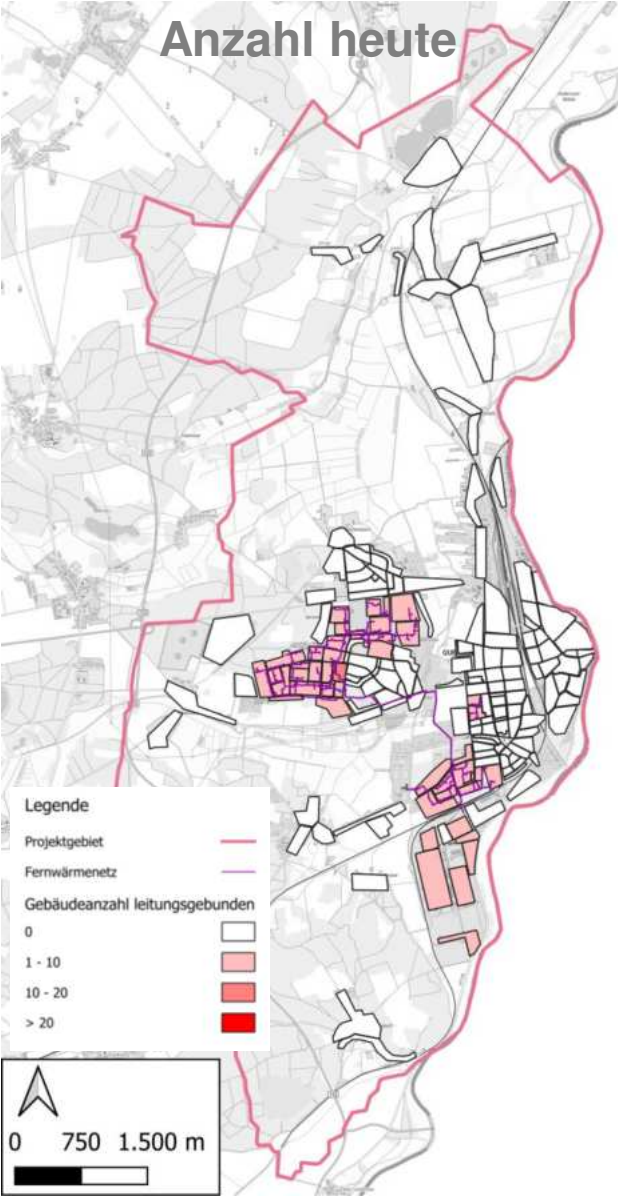 Anzahl heute
Legende
Projektgebiet
Fernwärmenetz
Gebäudeanzahl leitungsgebunden
0
1 - 10
10 - 20
> 20
0 750 1.500 m